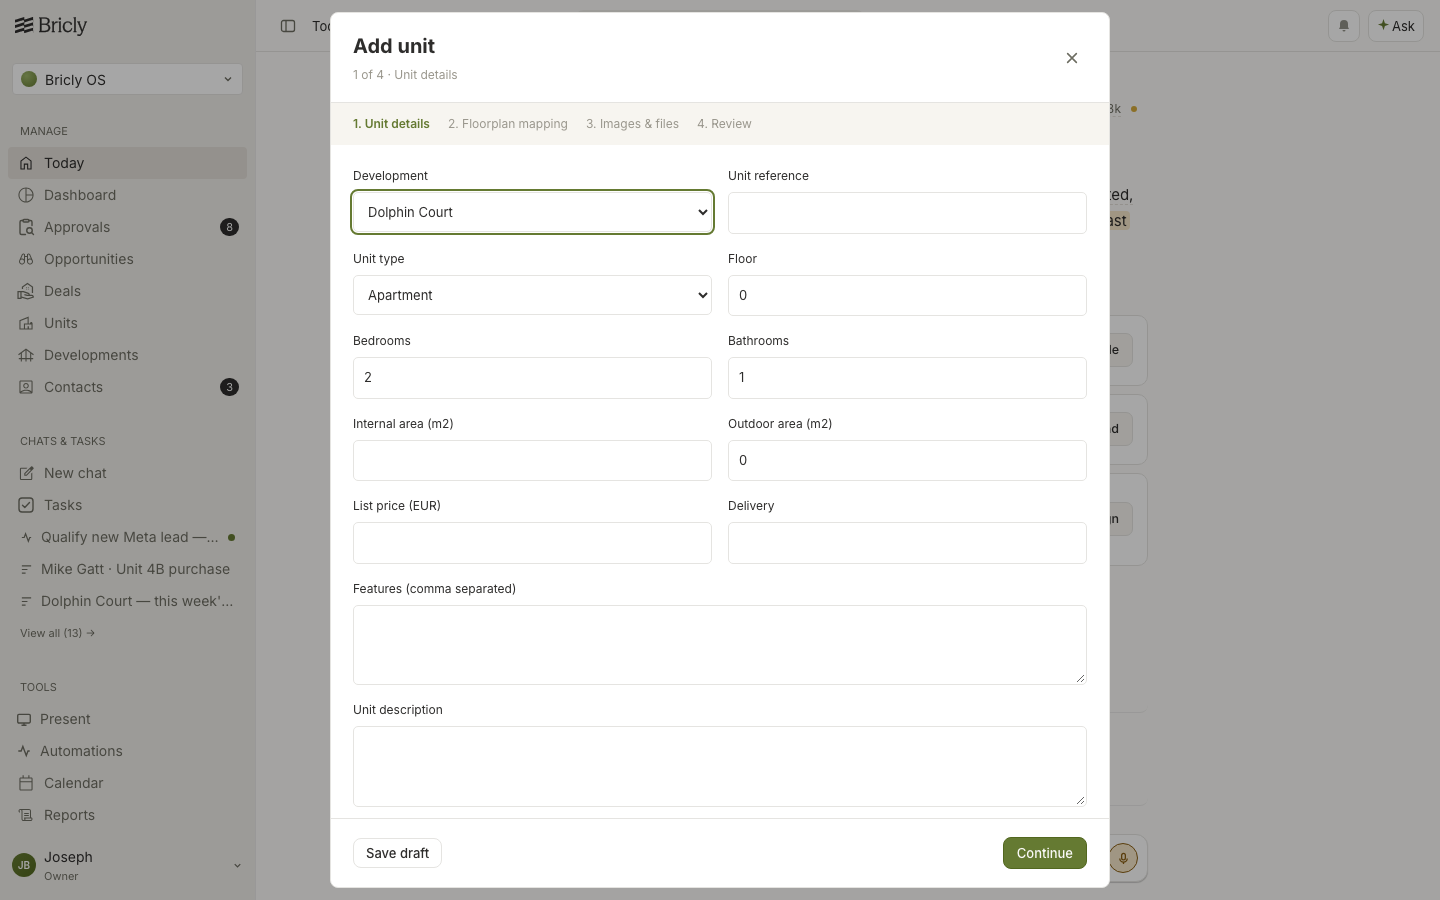 Bricly
Bricly OS
MANAGE
Today
Dashboard
Approvals 8
Opportunities
Deals
Units
Developments
Contacts 3
CHATS & TASKS
New chat
Tasks
Qualify new Meta lead —...
Mike Gatt · Unit 4B purchase
Dolphin Court — this week'...
View all (13) →
TOOLS
Present
Automations
Calendar
Reports
JB
Joseph
Owner
Ask
Add unit
1 of 4 · Unit details
1. Unit details 2. Floorplan mapping 3. Images & files 4. Review
Development Unit reference
Dolphin Court
Unit type Floor
Apartment 0
Bedrooms Bathrooms
2 1
Internal area (m2) Outdoor area (m2)
0
List price (EUR) Delivery
Features (comma separated)
Unit description
Save draft Continue